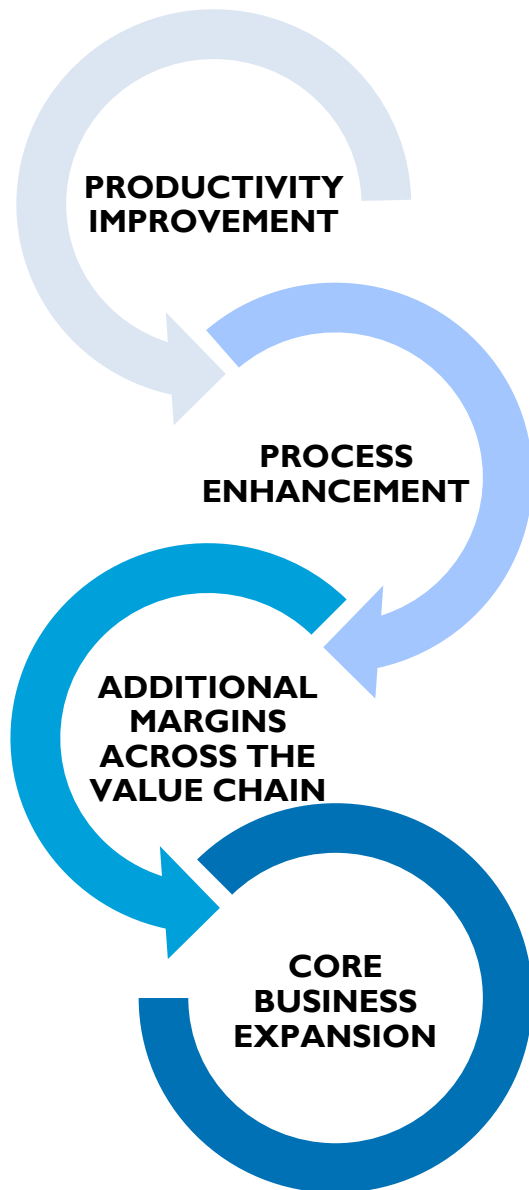 PRODUCTIVITY
IMPROVEMENT
PROCESS
ENHANCEMENT
ADDITIONAL
MARGINS
ACROSS THE
VALUE CHAIN
CORE
BUSINESS
EXPANSION